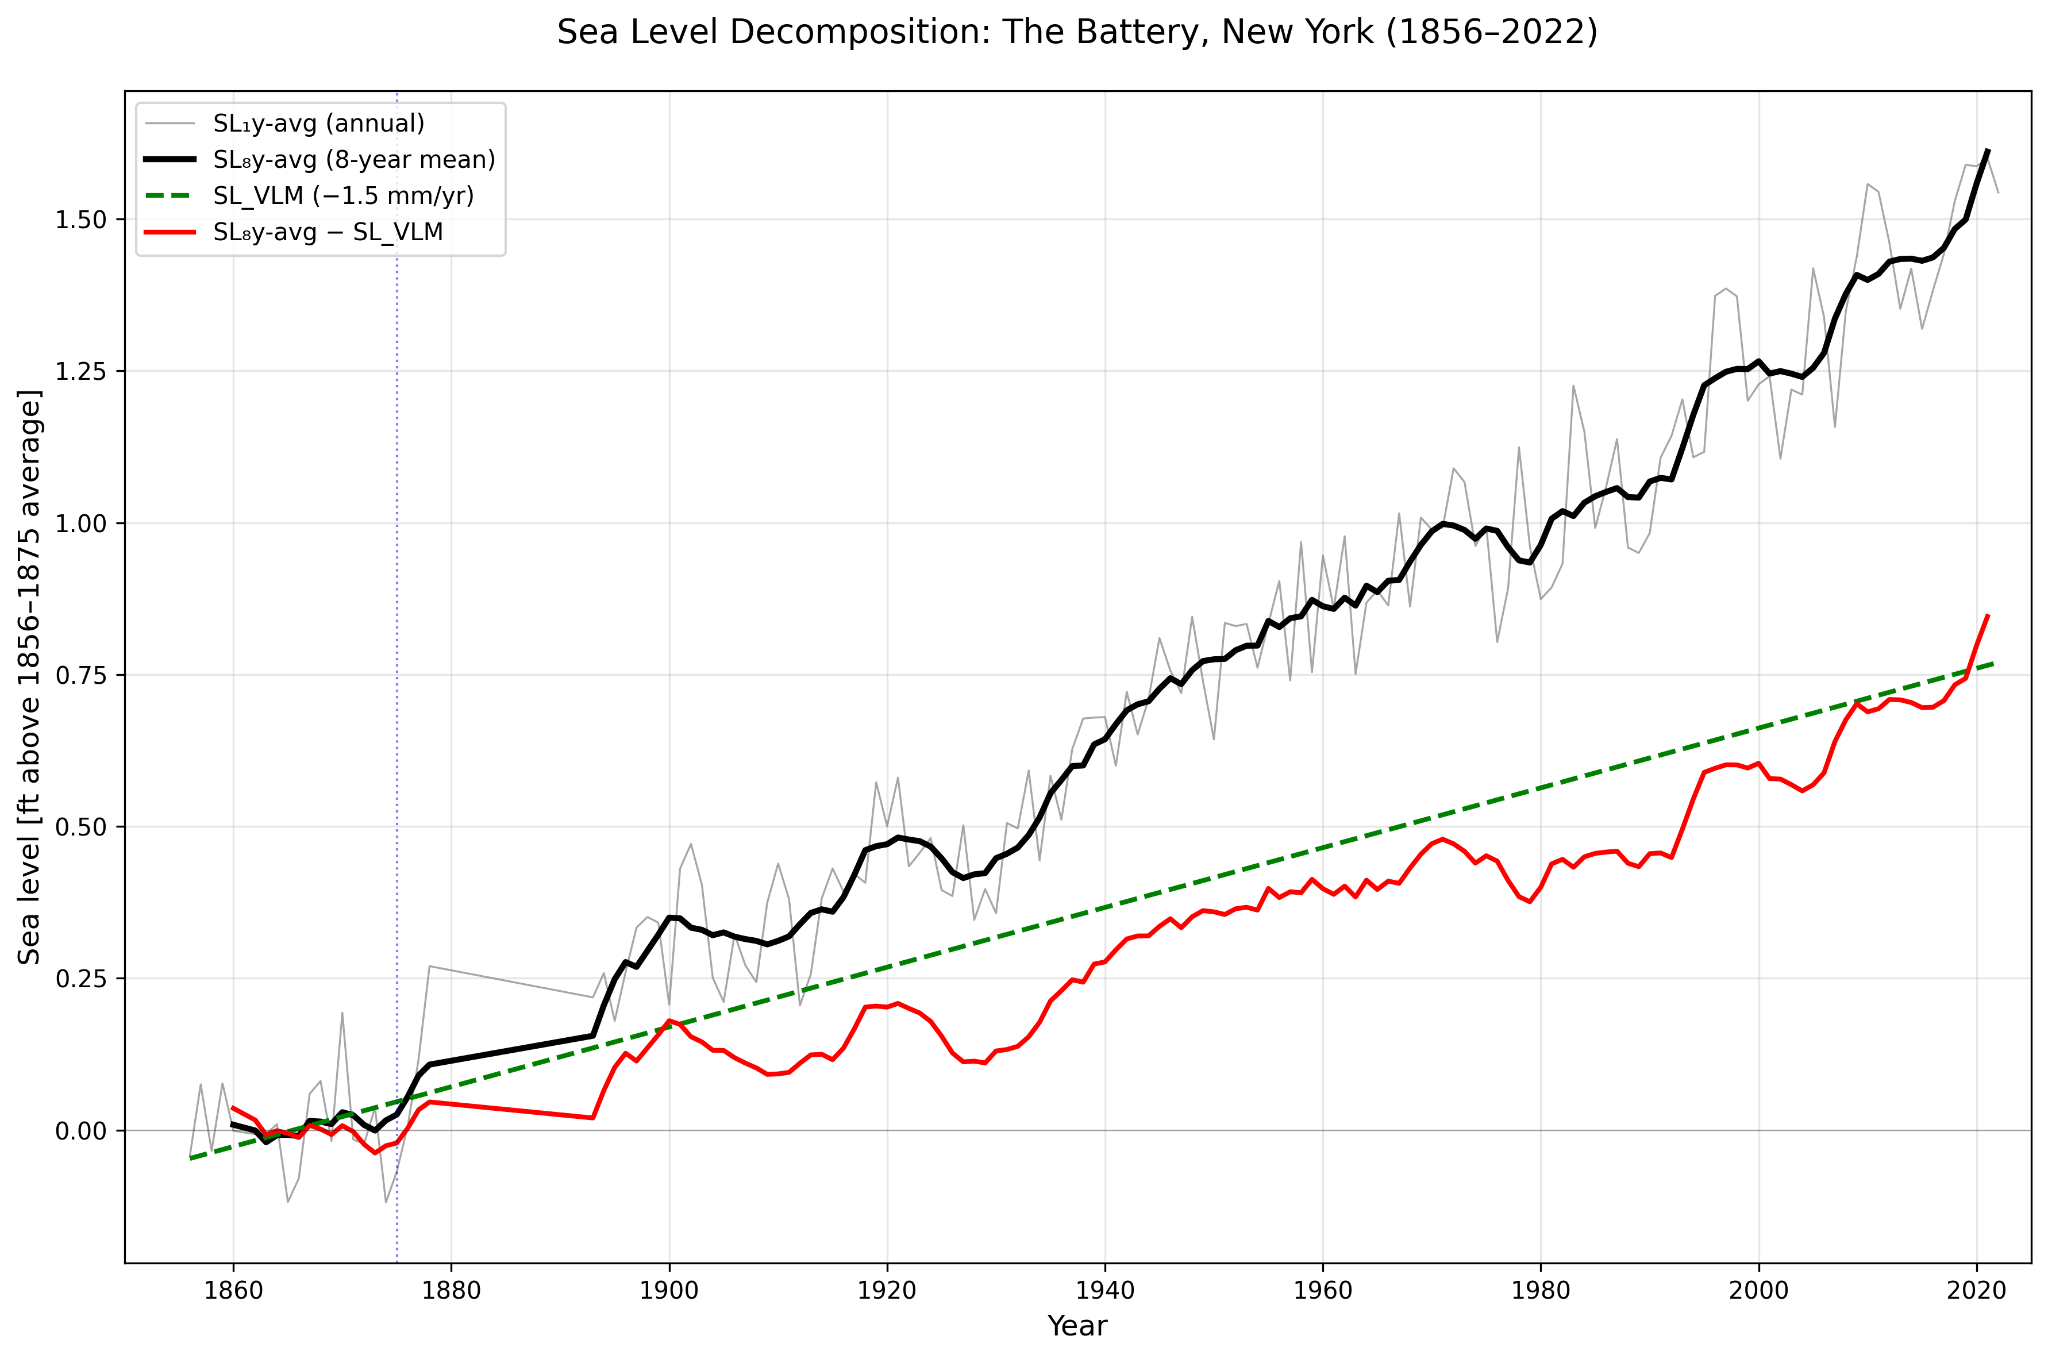 Sea Level Decomposition: The Battery, New York (1856–2022)
SL₁y-avg (annual)
SL₈y-avg (8-year mean)
SL_VLM (−1.5 mm/yr)
SL₈y-avg − SL_VLM
Sea level [ft above 1856–1875 average]
1.50
1.25
1.00
0.75
0.50
0.25
0.00
1860 1880 1900 1920 1940 1960 1980 2000 2020
Year